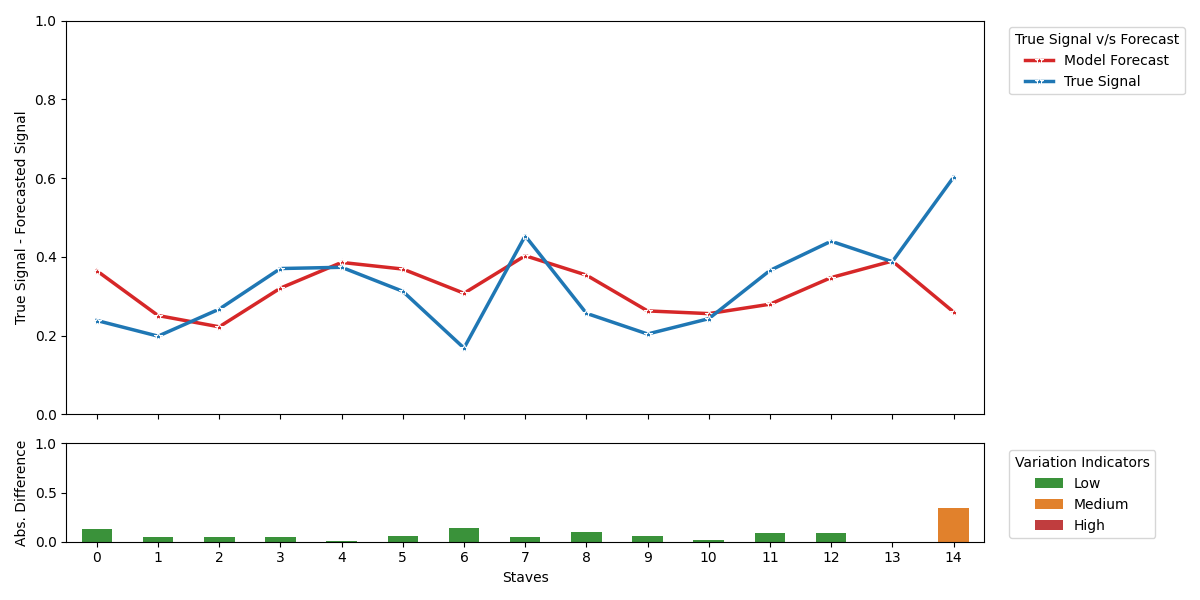 True Signal - Forecasted Signal
1.0
0.8
0.6
0.4
0.2
0.0
True Signal v/s Forecast
Model Forecast
True Signal
Abs. Difference
1.0
0.5
0.0
0 1 2 3 4 5 6 7 8 9 10 11 12 13 14
Staves
Variation Indicators
Low
Medium
High